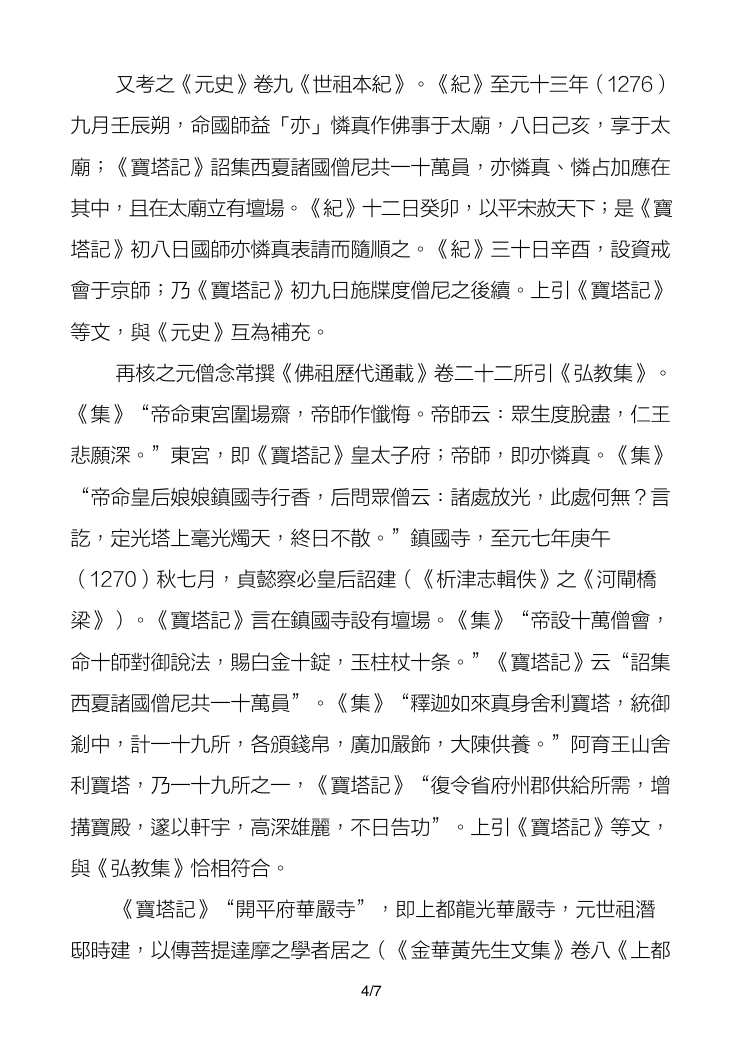 又考之《元史》卷九《世祖本紀》。《紀》至元十三年（1276）
九月壬辰朔，命國師益「亦」憐真作佛事于太廟，八日己亥，享于太
廟；《寶塔記》詔集西夏諸國僧尼共一十萬員，亦憐真、憐占加應在
其中，且在太廟立有壇場。《紀》十二日癸卯，以平宋赦天下；是《寶
塔記》初八日國師亦憐真表請而隨順之。《紀》三十日辛酉，設資戒
會于京師；乃《寶塔記》初九日施牒度僧尼之後續。上引《寶塔記》
等文，與《元史》互為補充。
再核之元僧念常撰《佛祖歷代通載》卷二十二所引《弘教集》。
《集》“帝命東宮圍場齋，帝師作懺悔。帝師云：眾生度脫盡，仁王
悲願深。”東宮，即《寶塔記》皇太子府；帝師，即亦憐真。《集》
“帝命皇后娘娘鎮國寺行香，后問眾僧云：諸處放光，此處何無？言
訖，定光塔上毫光燭天，終日不散。”鎮國寺，至元七年庚午
（1270）秋七月，貞懿察必皇后詔建（《析津志輯佚》之《河閘橋
梁》）。《寶塔記》言在鎮國寺設有壇場。《集》“帝設十萬僧會，
命十師對御說法，賜白金十錠，玉柱杖十条。”《寶塔記》云“詔集
西夏諸國僧尼共一十萬員”。《集》“釋迦如來真身舍利寶塔，統御
剎中，計一十九所，各頒錢帛，廣加嚴飾，大陳供養。”阿育王山舍
利寶塔，乃一十九所之一，《寶塔記》“復令省府州郡供給所需，增
搆寶殿，邃以軒宇，高深雄麗，不日告功”。上引《寶塔記》等文，
與《弘教集》恰相符合。
《寶塔記》“開平府華嚴寺”，即上都龍光華嚴寺，元世祖潛
邸時建，以傳菩提達摩之學者居之（《金華黃先生文集》卷八《上都
4/7